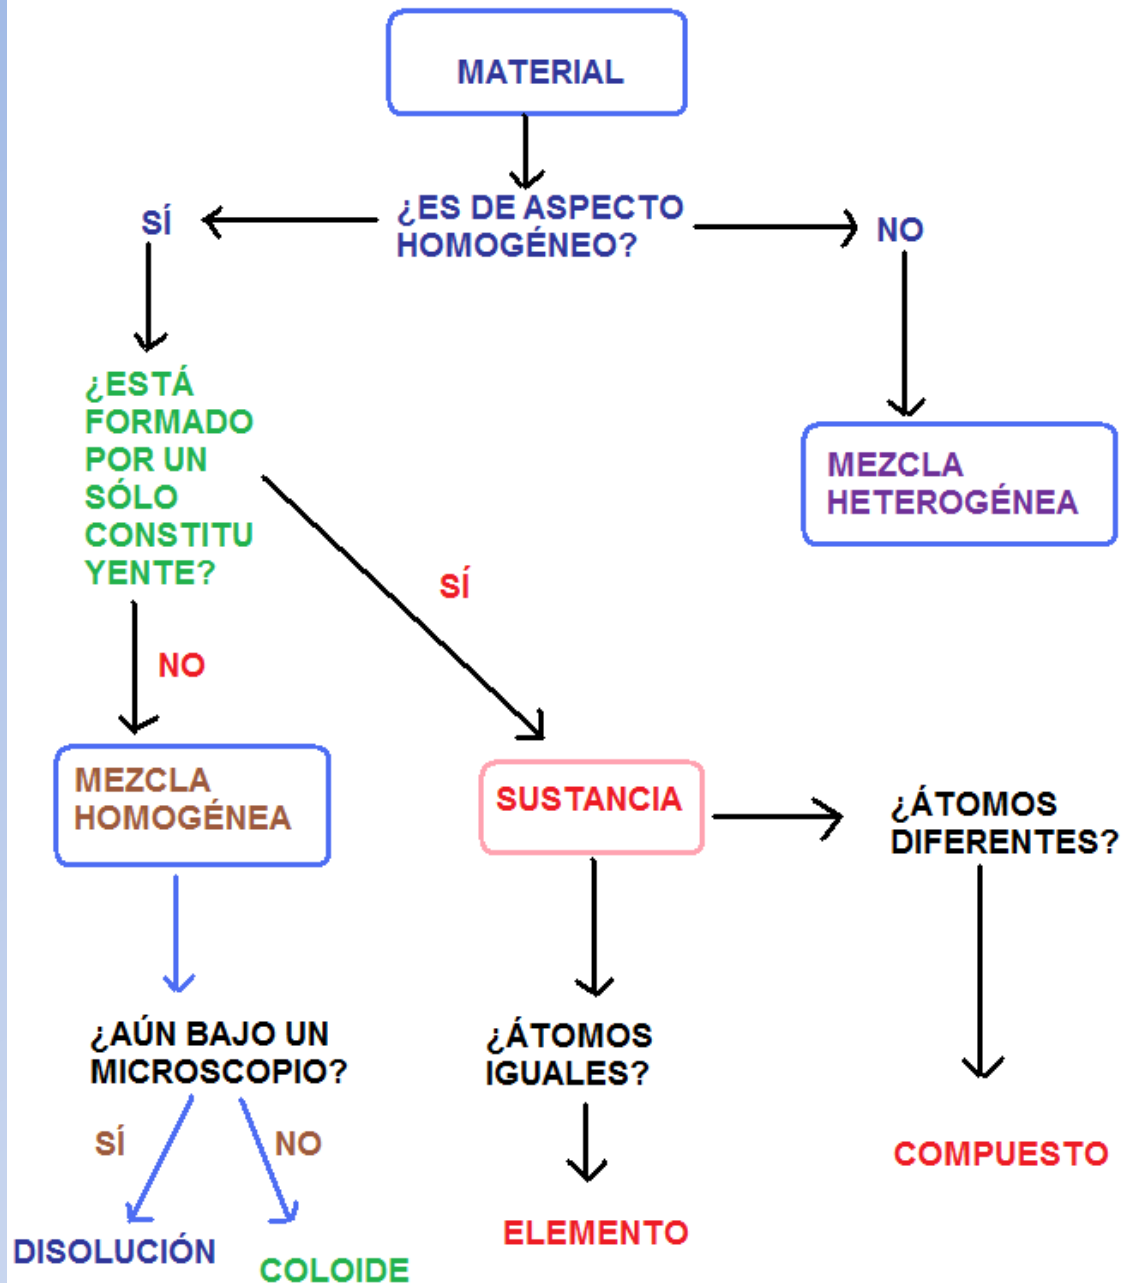 MATERIAL
¿ES DE ASPECTO
HOMOGÉNEO?
SÍ
NO
¿ESTÁ
FORMADO
POR UN
SÓLO
CONSTITU
YENTE?
MEZCLA
HETEROGÉNEA
SÍ
NO
MEZCLA
HOMOGÉNEA
SUSTANCIA
¿ÁTOMOS
DIFERENTES?
¿AÚN BAJO UN
MICROSCOPIO?
¿ÁTOMOS
IGUALES?
SÍ
NO
COMPUESTO
DISOLUCIÓN
COLOIDE
ELEMENTO